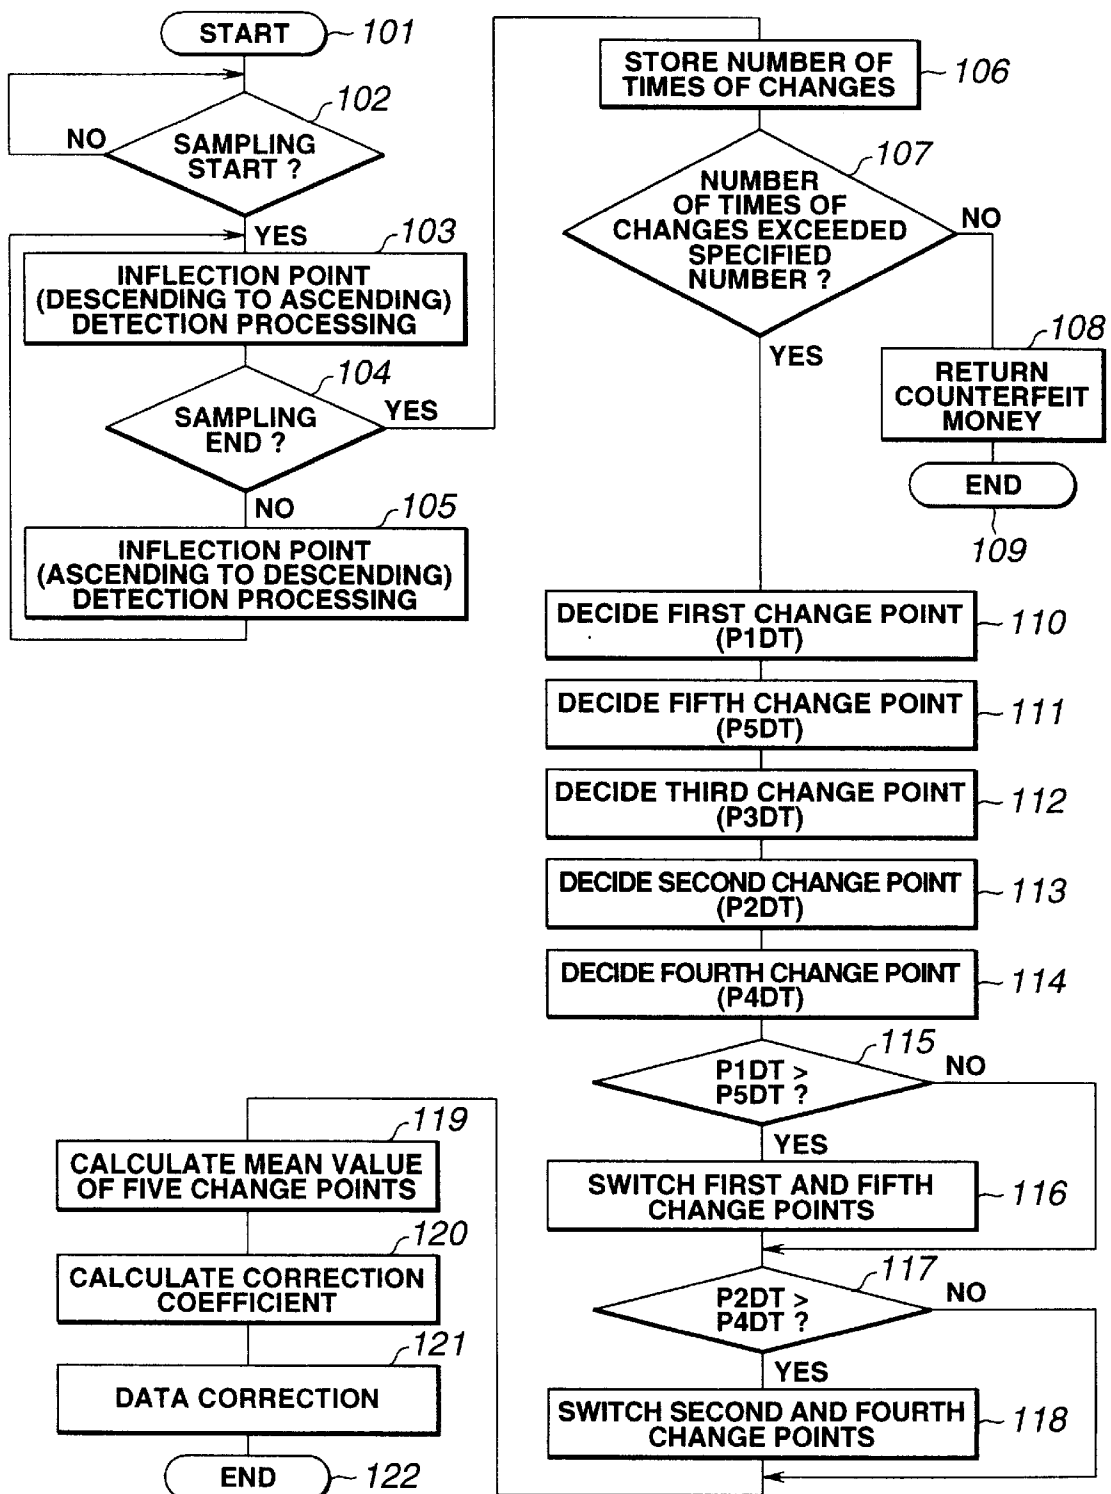 START
101
102
NO
SAMPLING
START ?
YES
103
INFLECTION POINT
(DESCENDING TO ASCENDING)
DETECTION PROCESSING
104
SAMPLING
END ?
YES
NO
105
INFLECTION POINT
(ASCENDING TO DESCENDING)
DETECTION PROCESSING
STORE NUMBER OF
TIMES OF CHANGES
106
107
NUMBER
OF TIMES OF
CHANGES EXCEEDED
SPECIFIED
NUMBER ?
NO
YES
108
RETURN
COUNTERFEIT
MONEY
END
109
DECIDE FIRST CHANGE POINT
(P1DT)
110
DECIDE FIFTH CHANGE POINT
(P5DT)
111
DECIDE THIRD CHANGE POINT
(P3DT)
112
DECIDE SECOND CHANGE POINT
(P2DT)
113
DECIDE FOURTH CHANGE POINT
(P4DT)
114
115
P1DT >
P5DT ?
NO
YES
SWITCH FIRST AND FIFTH
CHANGE POINTS
116
117
P2DT >
P4DT ?
NO
YES
SWITCH SECOND AND FOURTH
CHANGE POINTS
118
119
CALCULATE MEAN VALUE
OF FIVE CHANGE POINTS
120
CALCULATE CORRECTION
COEFFICIENT
121
DATA CORRECTION
END
122